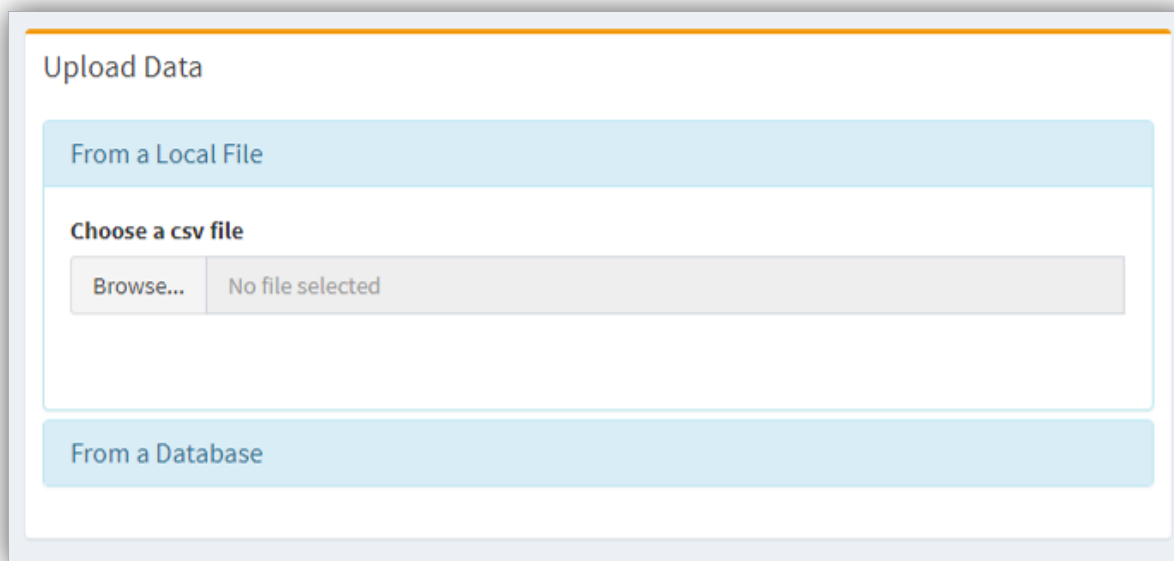 Upload Data
From a Local File
Choose a csv file
Browse... No file selected
From a Database